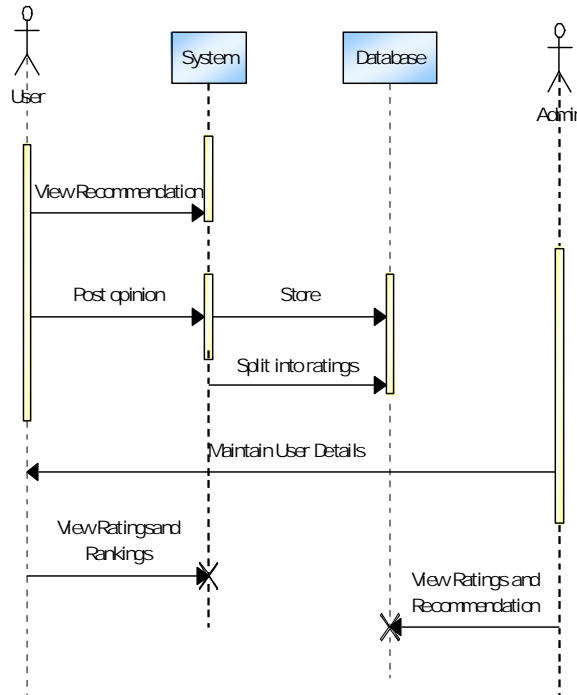 System
Database
User
Admin
View Recommendation
Post opinion
Store
Split into ratings
Maintain User Details
View Ratings and
Rankings
View Ratings and
Recommendation